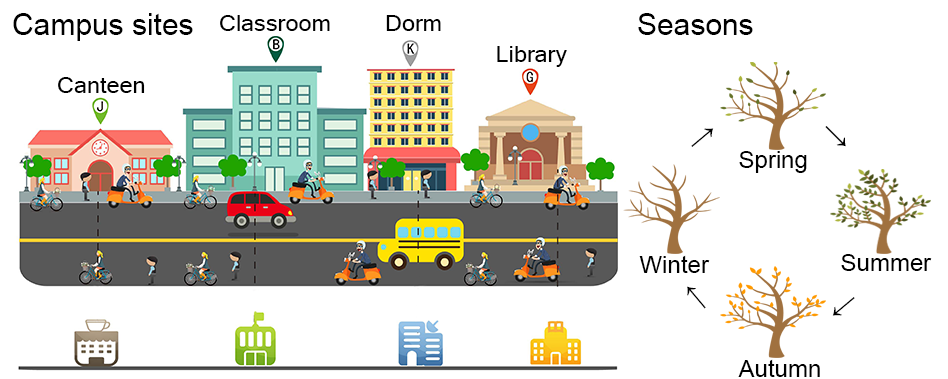 Campus sites
Classroom
Dorm
Seasons
B
K
Library
Canteen
G
J
Spring
Winter
Summer
Autumn